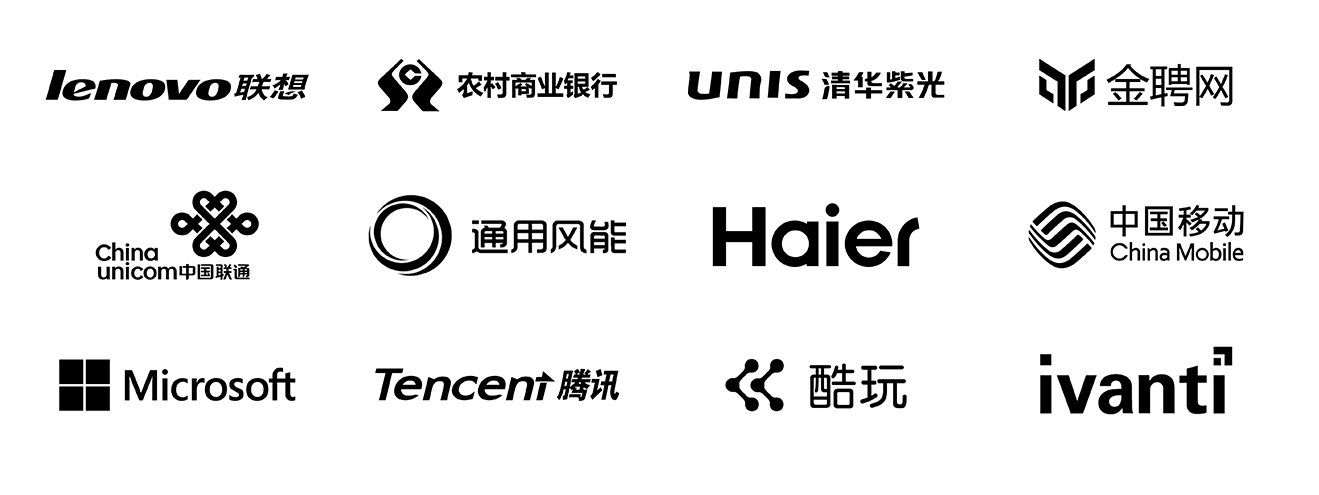 lenovo联想
农村商业银行
UNIS 清华紫光
金聘网
China
unicom中国联通
通用风能
Haier
中国移动
China Mobile
Microsoft
Tencent腾讯
酷玩
ivanti